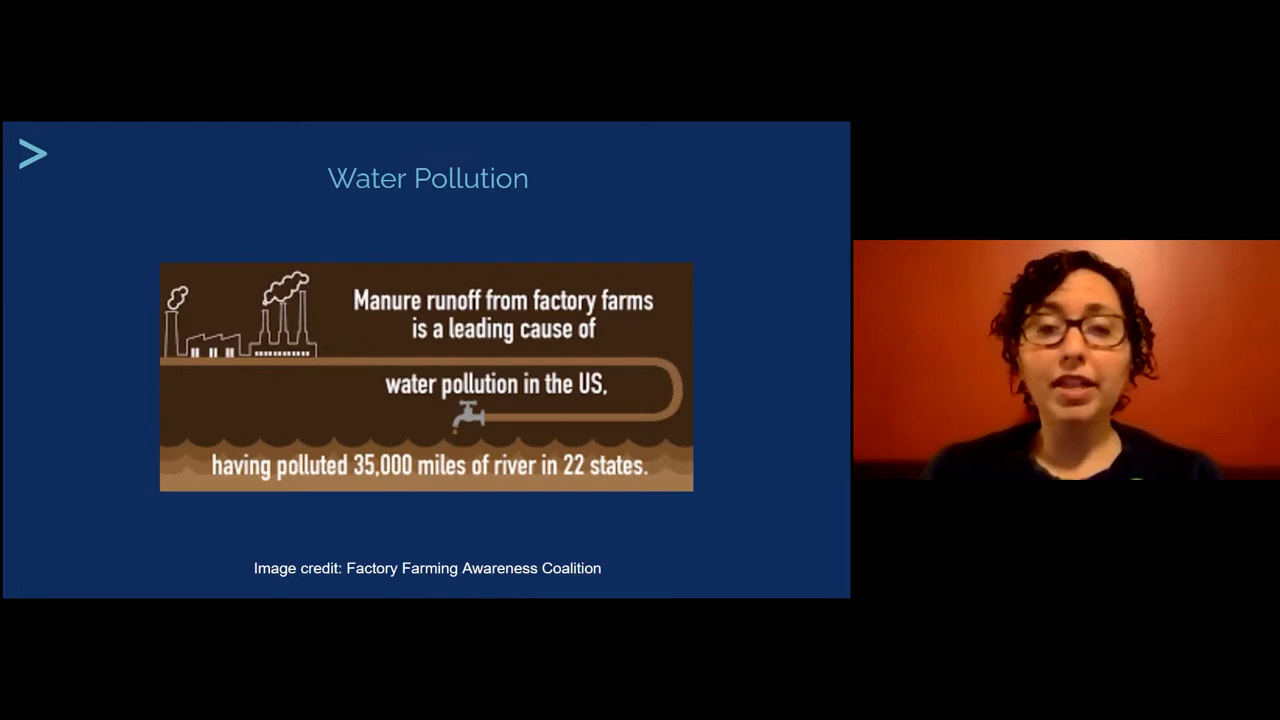 >
Water Pollution
Manure runoff from factory farms
is a leading cause of
water pollution in the US,
having polluted 35,000 miles of river in 22 states.
Image credit: Factory Farming Awareness Coalition